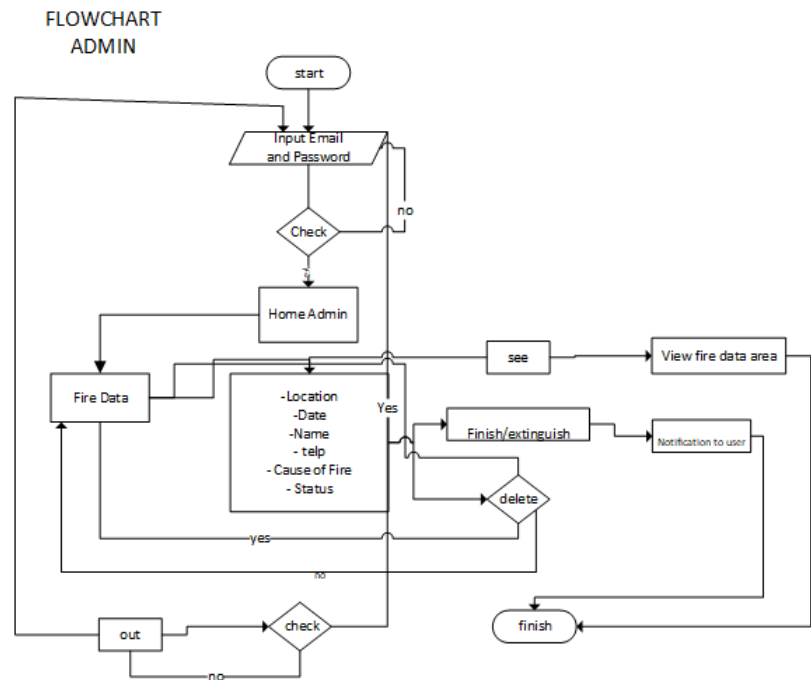 FLOWCHART
ADMIN
start
Input Email
and Password
no
Check
Home Admin
see
View fire data area
Fire Data
-Location
-Date
-Name
- telp
- Cause of Fire
- Status
Yes
Finish/extinguish
Notification to user
delete
yes
no
out
check
finish
no